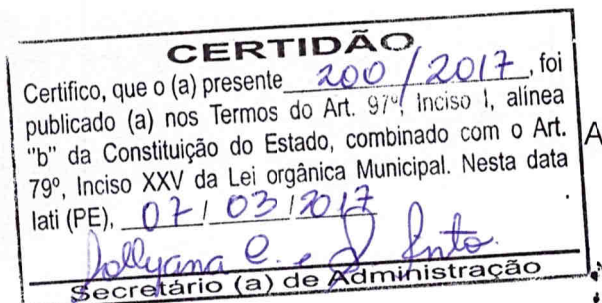 CERTIDÃO
Certifico, que o (a) presente 200/2017, foi
publicado (a) nos Termos do Art. 97º, Inciso I, alínea
"b" da Constituição do Estado, combinado com o Art.
79º, Inciso XXV da Lei orgânica Municipal. Nesta data
Iati (PE), 07/03/2017
Secretário (a) de Administração
A